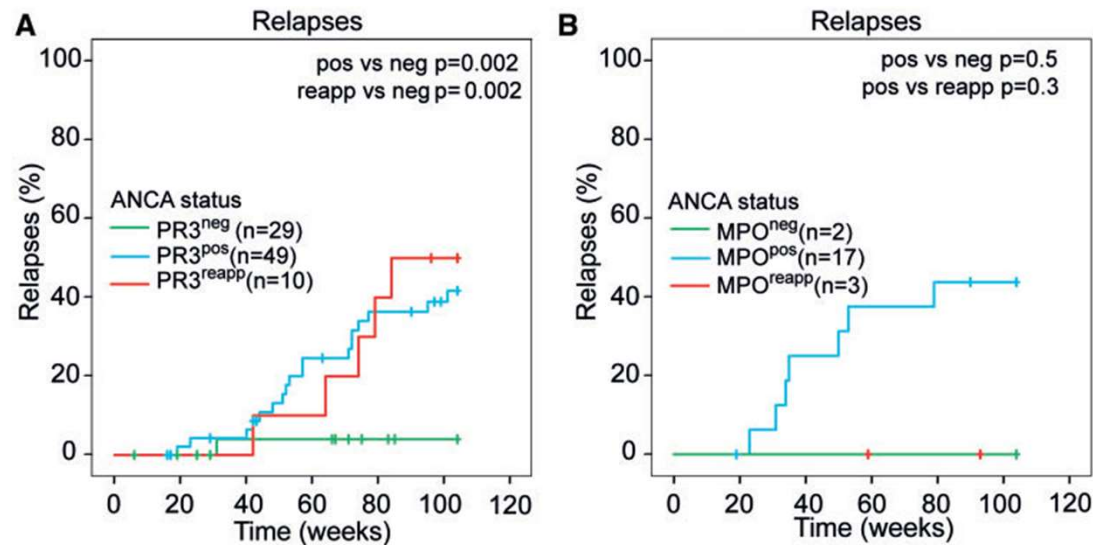 A
Relapses
pos vs neg p=0.002
reapp vs neg p=0.002
ANCA status
PR3neg (n=29)
PR3pos (n=49)
PR3reapp (n=10)
Relapses (%)
100
80
60
40
20
0
0 20 40 60 80 100 120
Time (weeks)
B
Relapses
pos vs neg p=0.5
pos vs reapp p=0.3
ANCA status
MPOneg (n=2)
MPOpos (n=17)
MPOreapp (n=3)
Relapses (%)
100
80
60
40
20
0
0 20 40 60 80 100 120
Time (weeks)